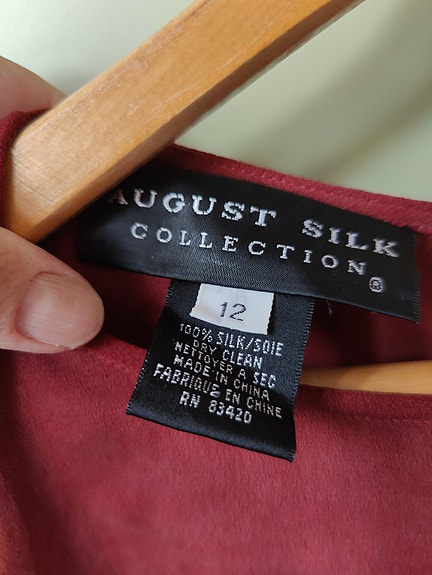 AUGUST SILK
COLLECTION®
12
100% SILK/SOIE
DRY CLEAN
NETTOYER A SEC
MADE IN CHINA
FABRIQUE EN CHINE
RN 83420